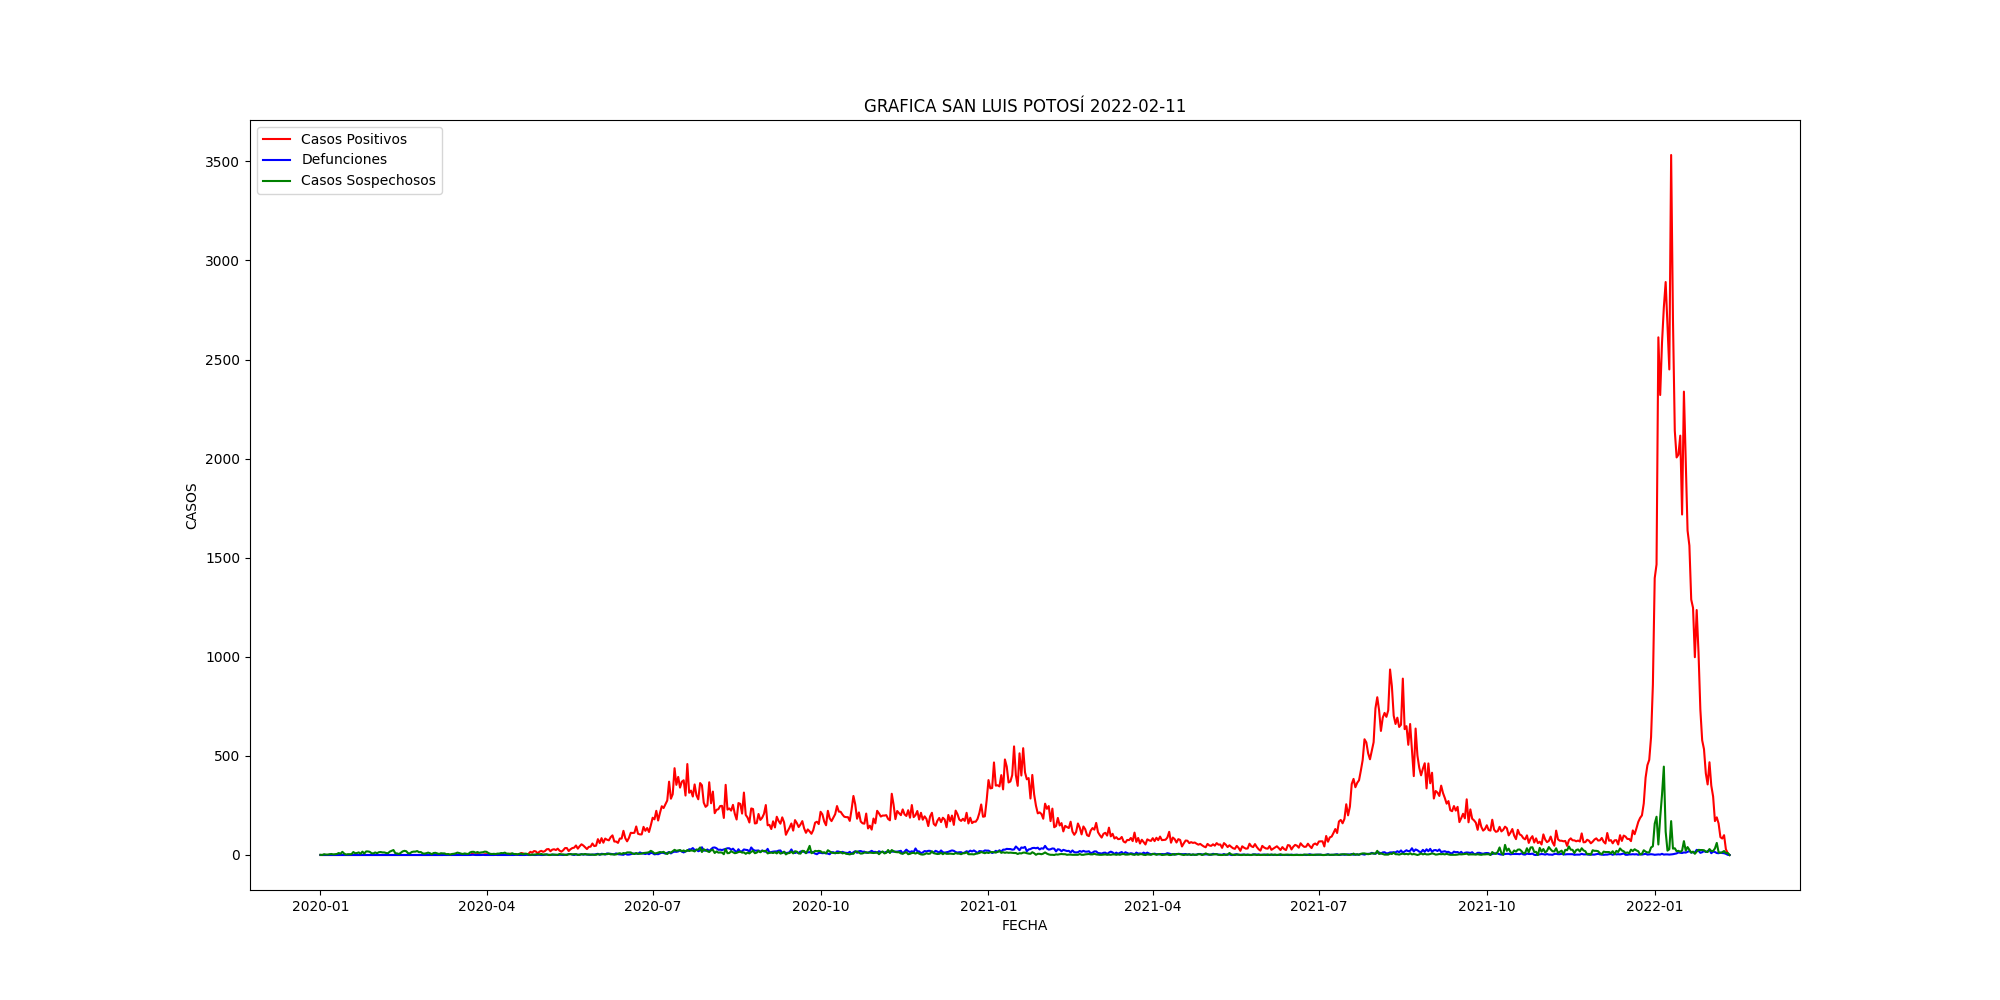 GRAFICA SAN LUIS POTOSÍ 2022-02-11
Casos Positivos
Defunciones
Casos Sospechosos
3500
3000
2500
2000
1500
1000
500
0
CASOS
2020-01
2020-04
2020-07
2020-10
2021-01
2021-04
2021-07
2021-10
2022-01
FECHA